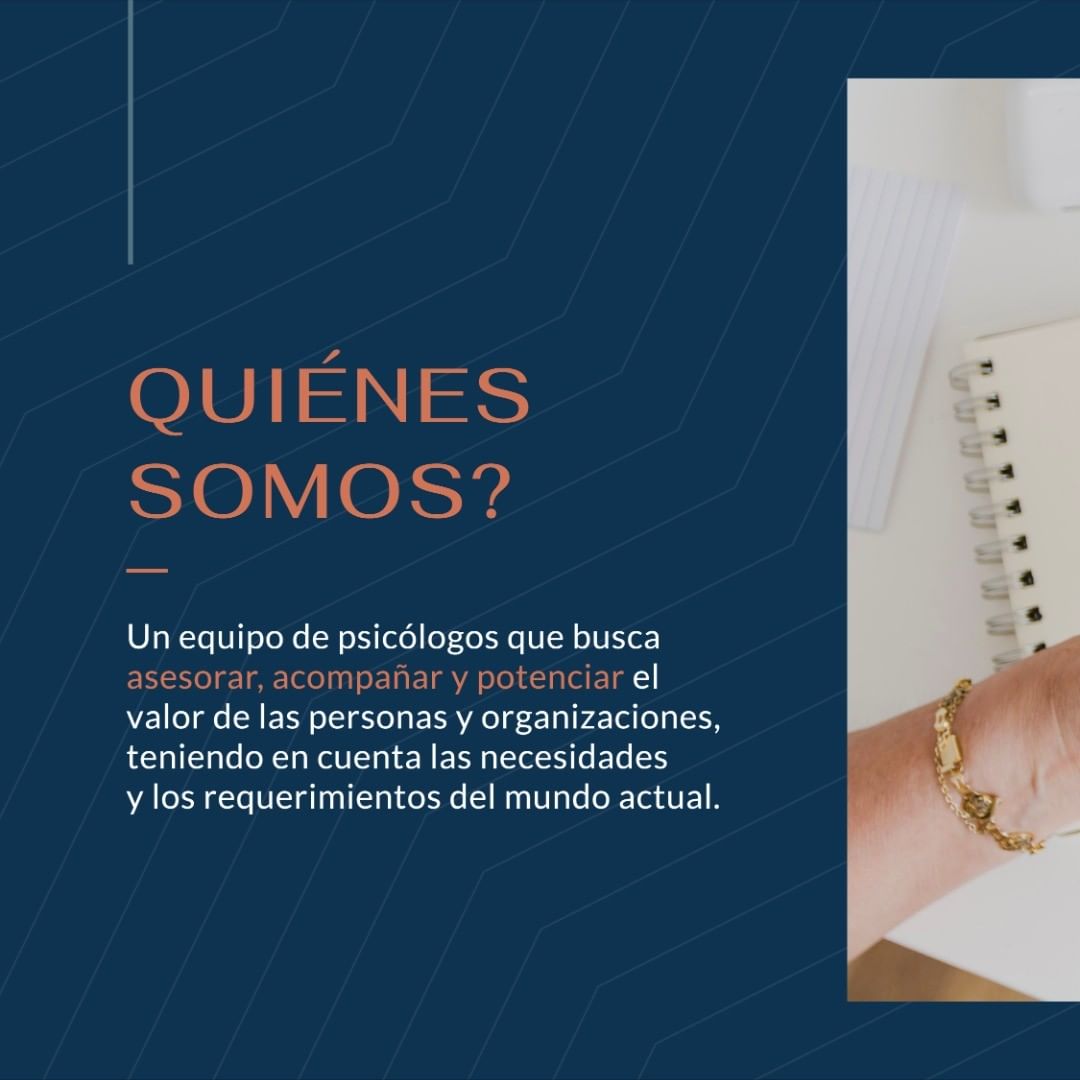 QUIÉNES
SOMOS?
Un equipo de psicólogos que busca
asesorar, acompañar y potenciar el
valor de las personas y organizaciones,
teniendo en cuenta las necesidades
y los requerimientos del mundo actual.